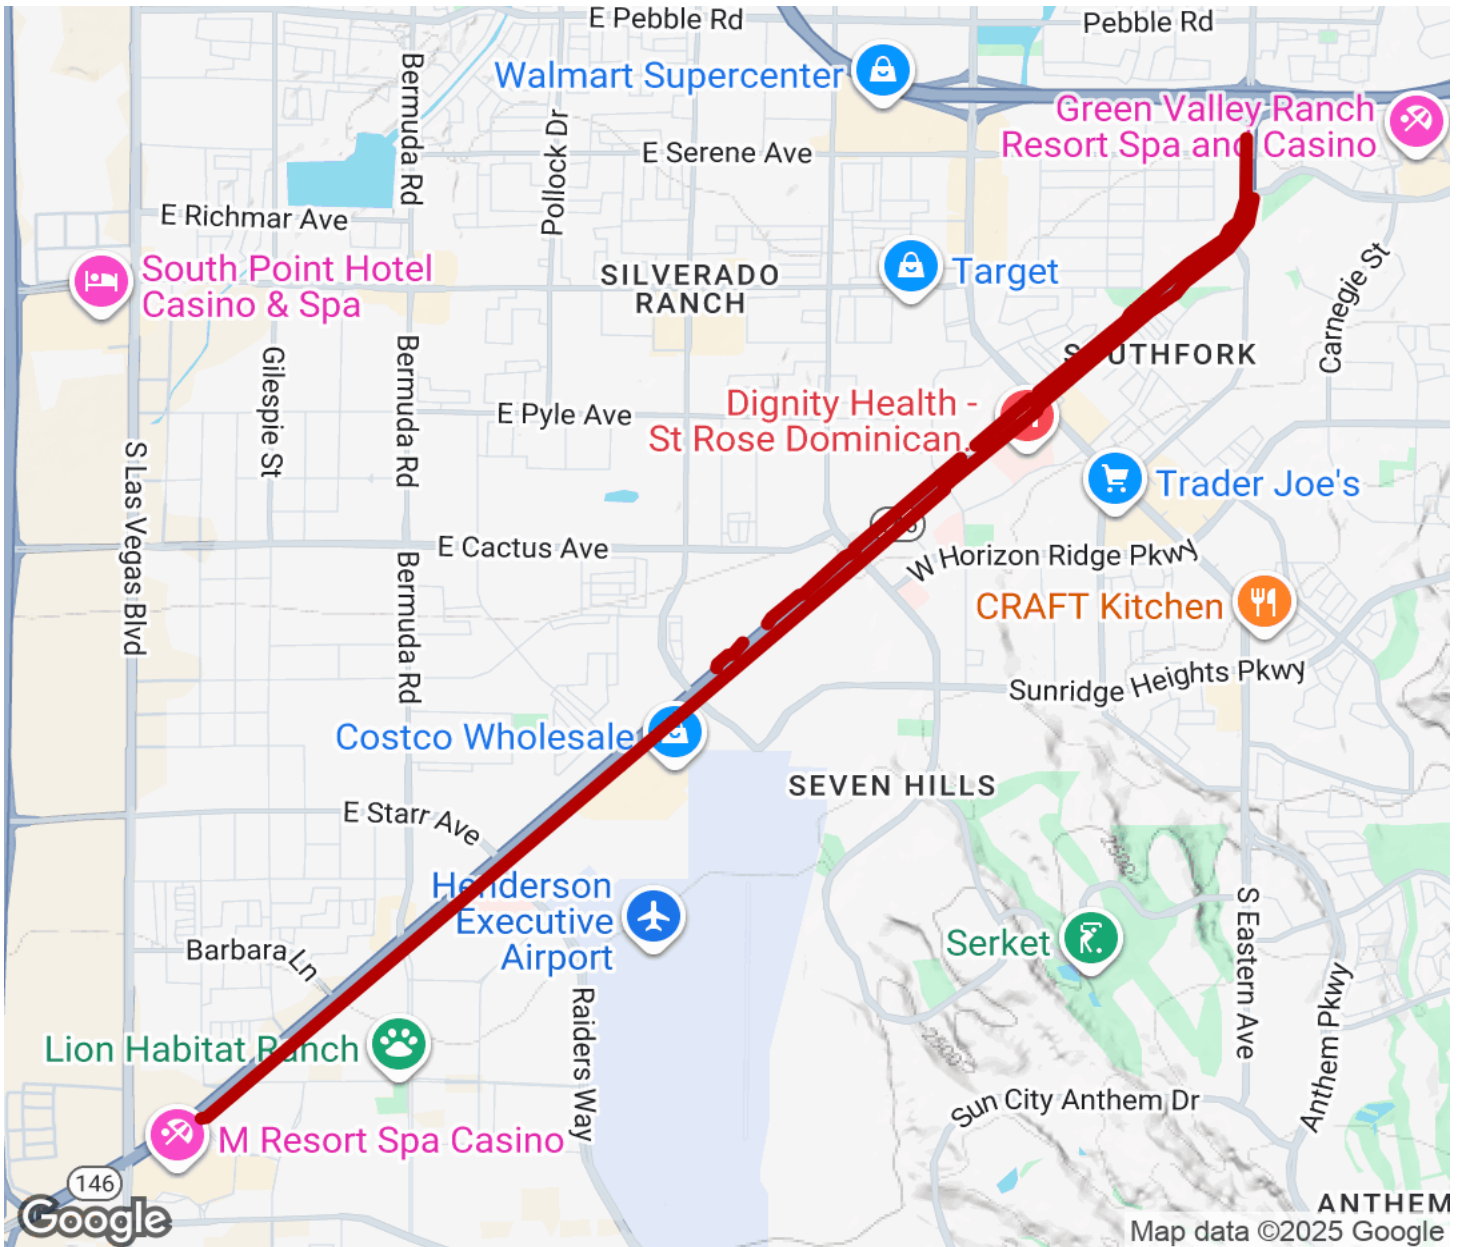 E Pebble Rd
Pebble Rd
Walmart Supercenter
Green Valley Ranch
Resort Spa and Casino
Bermuda Rd
Pollock Dr
E Serene Ave
E Richmar Ave
South Point Hotel
Casino & Spa
SILVERADO
RANCH
Target
Carnegie St
Gilespie St
Bermuda Rd
SOUTHFORK
E Pyle Ave
Dignity Health -
St Rose Dominican...
S Las Vegas Blvd
Trader Joe's
E Cactus Ave
W Horizon Ridge Pkwy
Bermuda Rd
CRAFT Kitchen
Sunridge Heights Pkwy
Costco Wholesale
SEVEN HILLS
E Starr Ave
2500
Henderson
Executive
Airport
S Eastern Ave
Serket
Barbara Ln
Anthem Pkwy
Raiders Way
2500
Lion Habitat Ranch
Sun City Anthem Dr
M Resort Spa Casino
146
ANTHEM
Google
Map data ©2025 Google